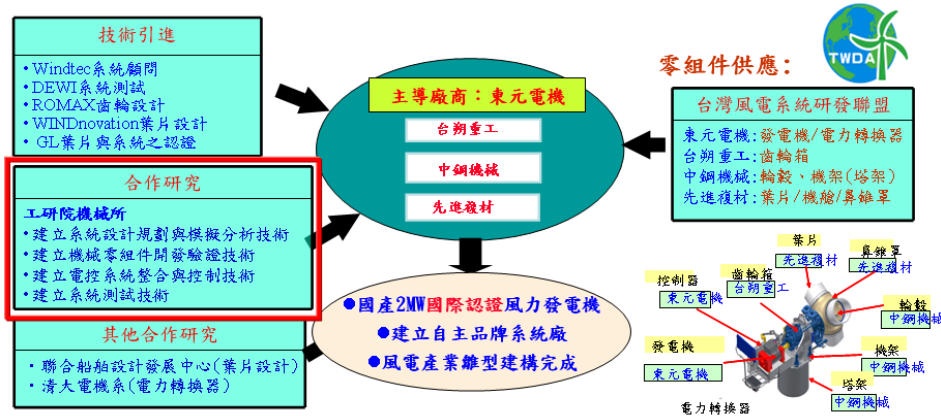 技術引進
•Windtec系統顧問
•DEWI系統測試
•ROMAX齒輪設計
•WINDnovation葉片設計
•GL葉片與系統之認證
合作研究
工研院機械所
•建立系統設計規劃與模擬分析技術
•建立機械零組件開發驗證技術
•建立電控系統整合與控制技術
•建立系統測試技術
其他合作研究
•聯合船舶設計發展中心(葉片設計)
•清大電機系(電力轉換器)
主導廠商：東元電機
台朔重工
中鋼機械
先進複材
●國產2MW國際認證風力發電機
●建立自主品牌系統廠
●風電產業雛型建構完成
TWDA
零組件供應：
台灣風電系統研發聯盟
東元電機:發電機/電力轉換器
台朔重工:齒輪箱
中鋼機械:輪轂、機架(塔架)
先進複材:葉片/機艙/鼻錐罩
葉片
先進複材
鼻錐罩
先進複材
齒輪箱
台朔重工
控制器
東元電機
輪轂
中鋼機械
發電機
東元電機
機架
中鋼機械
塔架
中鋼機械
電力轉換器